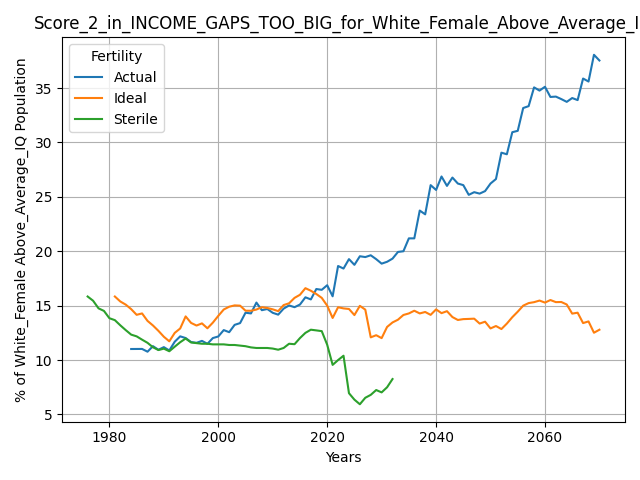 Score_2_in_INCOME_GAPS_TOO_BIG_for_White_Female_Above_Average_I
Fertility
Actual
Ideal
Sterile
% of White_Female Above_Average_IQ Population
35
30
25
20
15
10
5
1980 2000 2020 2040 2060
Years